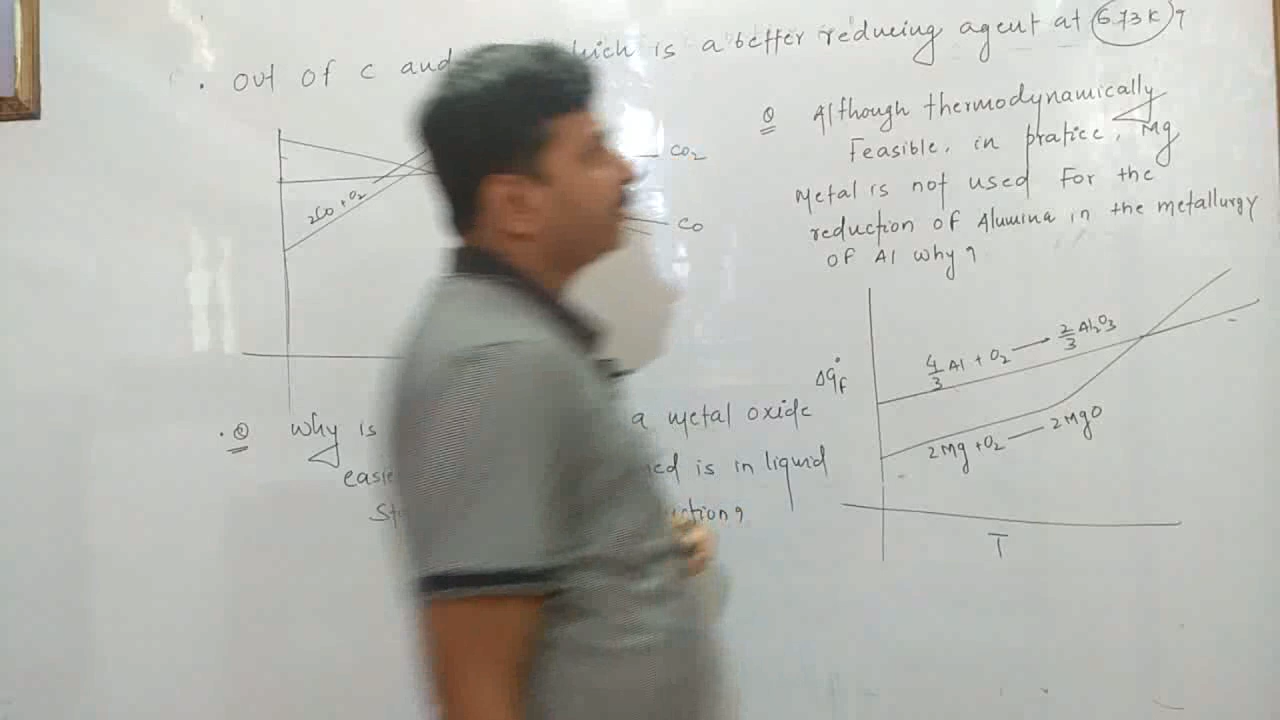 . out of c and which is a better reducing agent at 673 K ?
CO2
2CO + O2
CO
Q Although thermodynamically
Feasible, in pratice, Mg
Metal is not used For the
reduction of Alumina in the metallurgy
OF Al why ?
ΔG°F
4/3 Al + O2 → 2/3 Al2O3
2Mg + O2 — 2MgO
T
. Q why is a metal oxide
is in liquid